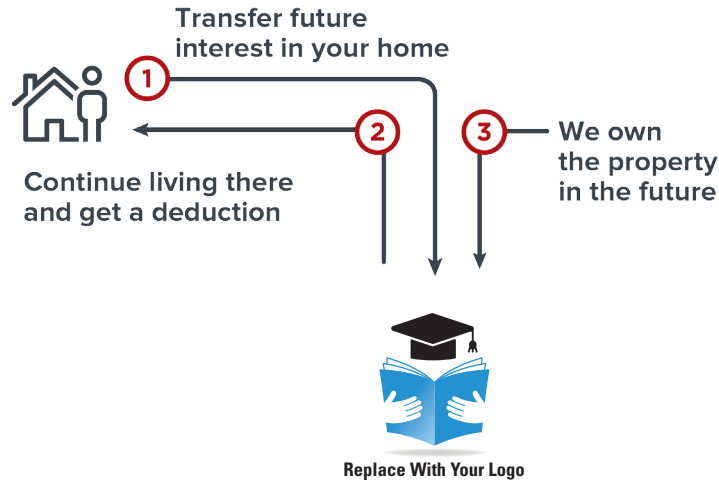 Transfer future
interest in your home
1
2
3
We own
the property
in the future
Continue living there
and get a deduction
Replace With Your Logo